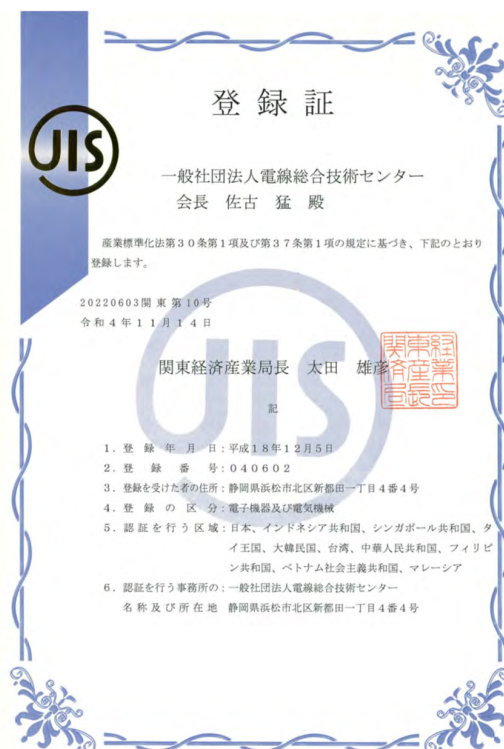 登録証
JIS
一般社団法人電線総合技術センター
会長 佐古 猛 殿
産業標準化法第30条第1項及び第37条第1項の規定に基づき、下記のとおり
登録します。
20220603関東第10号
令和4年11月14日
JIS
関東経済産業局長 太田 雄彦
関東経済産業局長之印
記
1．登録年月日：平成18年12月5日
2．登録番号：040602
3．登録を受けた者の住所：静岡県浜松市北区新都田一丁目4番4号
4．登録の区分：電子機器及び電気機械
5．認証を行う区域：日本、インドネシア共和国、シンガポール共和国、タ
イ王国、大韓民国、台湾、中華人民共和国、フィリピ
ン共和国、ベトナム社会主義共和国、マレーシア
6．認証を行う事務所の：一般社団法人電線総合技術センター
名称及び所在地 静岡県浜松市北区新都田一丁目4番4号